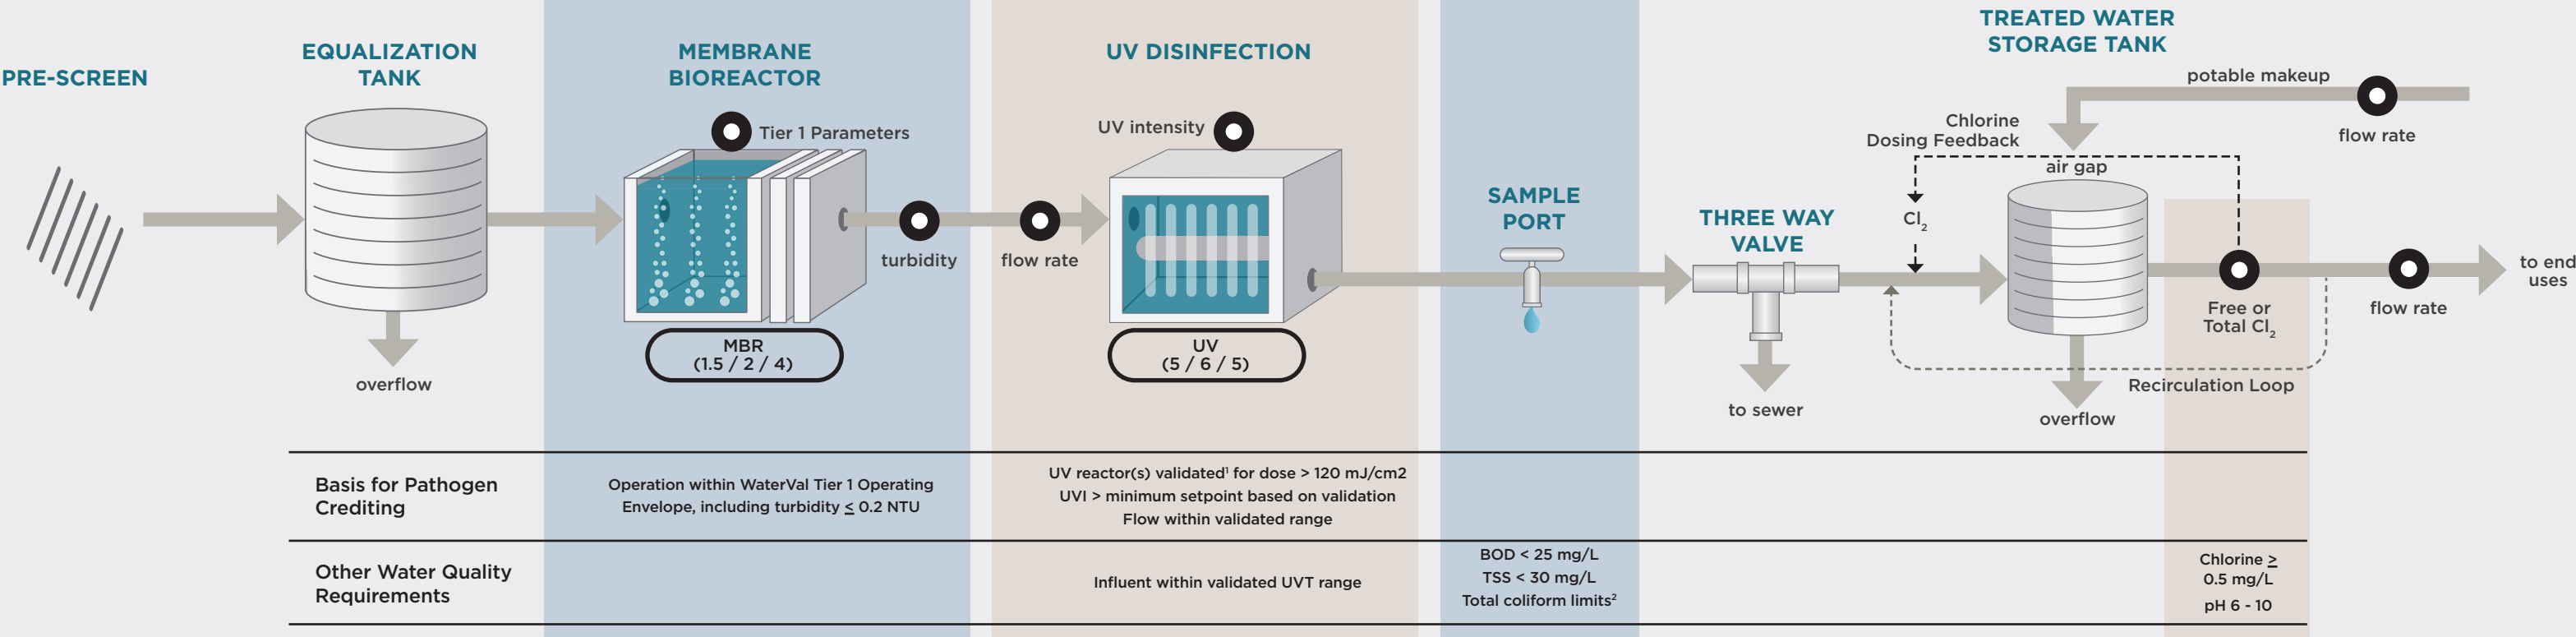 PRE-SCREEN
EQUALIZATION
TANK
overflow
MEMBRANE
BIOREACTOR
Tier 1 Parameters
MBR
(1.5 / 2 / 4)
turbidity
flow rate
UV DISINFECTION
UV intensity
UV
(5 / 6 / 5)
SAMPLE
PORT
THREE WAY
VALVE
to sewer
TREATED WATER
STORAGE TANK
potable makeup
flow rate
Chlorine
Dosing Feedback
air gap
Cl₂
Free or
Total Cl₂
flow rate
to end
uses
Recirculation Loop
overflow
Basis for Pathogen
Crediting
Operation within WaterVal Tier 1 Operating
Envelope, including turbidity ≤ 0.2 NTU
UV reactor(s) validated¹ for dose > 120 mJ/cm2
UVI > minimum setpoint based on validation
Flow within validated range
Other Water Quality
Requirements
Influent within validated UVT range
BOD < 25 mg/L
TSS < 30 mg/L
Total coliform limits²
Chlorine ≥
0.5 mg/L
pH 6 - 10